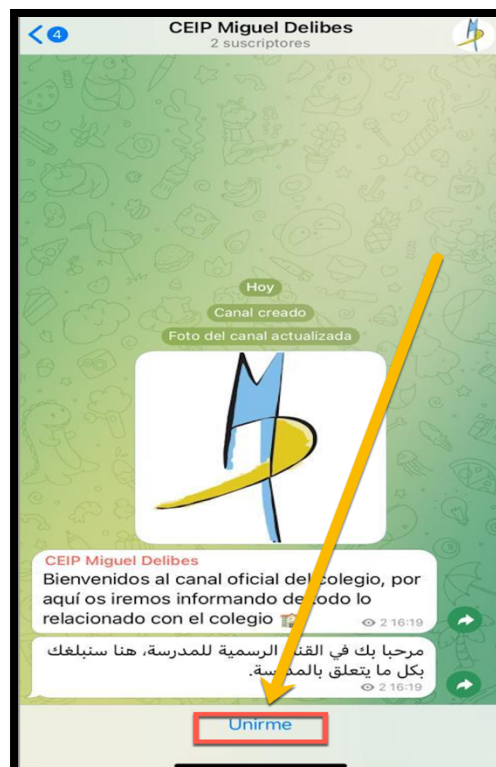 4
CEIP Miguel Delibes
2 suscriptores
Hoy
Canal creado
Foto del canal actualizada
CEIP Miguel Delibes
Bienvenidos al canal oficial del colegio, por
aquí os iremos informando de todo lo
relacionado con el colegio 🏫
2 16:19
مرحبا بك في القناة الرسمية للمدرسة، هنا سنبلغك
بكل ما يتعلق بالمدرسة.
2 16:19
Unirme